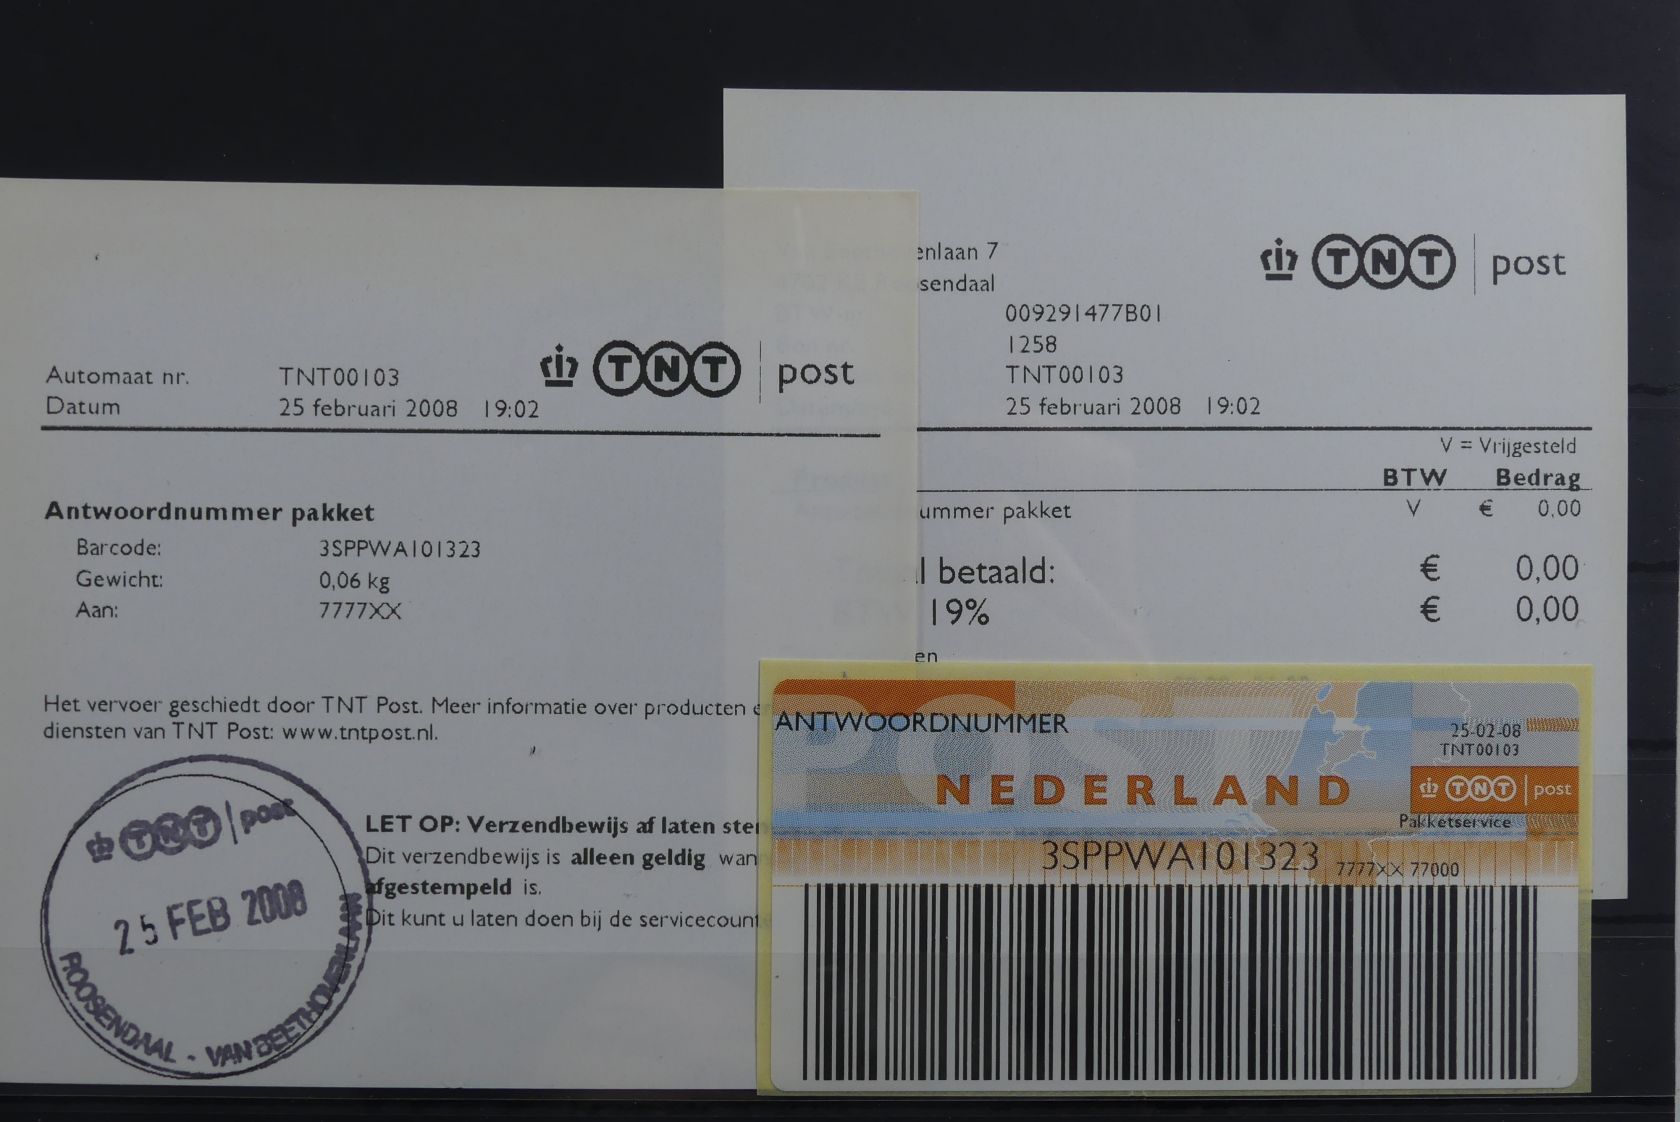 TNT post
Automaat nr. TNT00103
Datum 25 februari 2008 19:02
Antwoordnummer pakket
Barcode: 3SPPWA101323
Gewicht: 0,06 kg
Aan: 7777XX
Het vervoer geschiedt door TNT Post. Meer informatie over producten
diensten van TNT Post: www.tntpost.nl.
LET OP: Verzendbewijs af laten
Dit verzendbewijs is alleen geldig
afgestempeld is.
Dit kunt u laten doen bij de
TNT post
25 FEB 2008
ROOSENDAAL - VAN BEETHOVENLAAN
TNT post
enlaan 7
sendaal
009291477B01
1258
TNT00103
25 februari 2008 19:02
V = Vrijgesteld
BTW Bedrag
ummer pakket V € 0,00
l betaald: € 0,00
19% € 0,00
en
POST
ANTWOORDNUMMER
25-02-08
TNT00103
NEDERLAND
TNT post
Pakketservice
3SPPWA101323 7777XX 77000